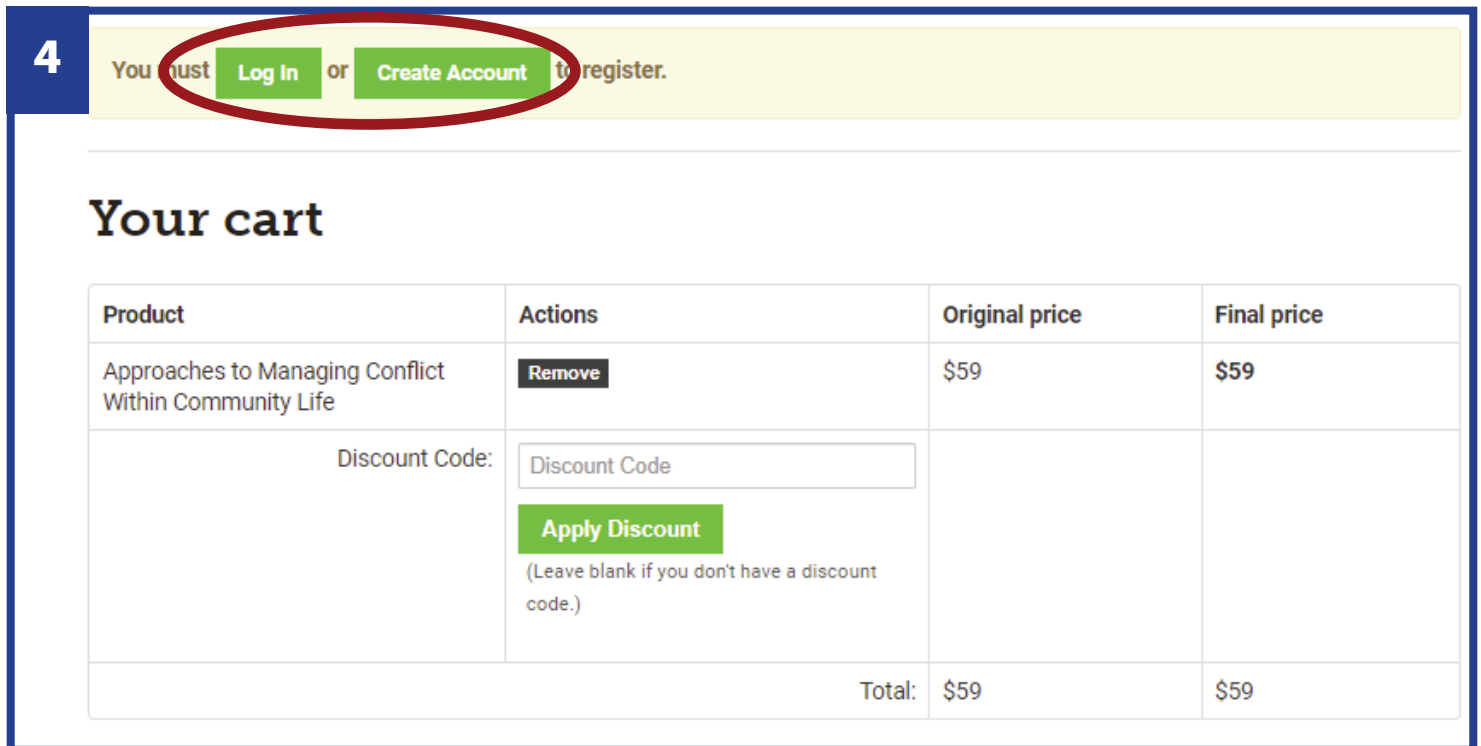 4
You must Log In or Create Account to register.
Your cart
Product Actions Original price Final price
Approaches to Managing Conflict Remove $59 $59
Within Community Life
Discount Code: Discount Code
Apply Discount
(Leave blank if you don't have a discount
code.)
Total: $59 $59